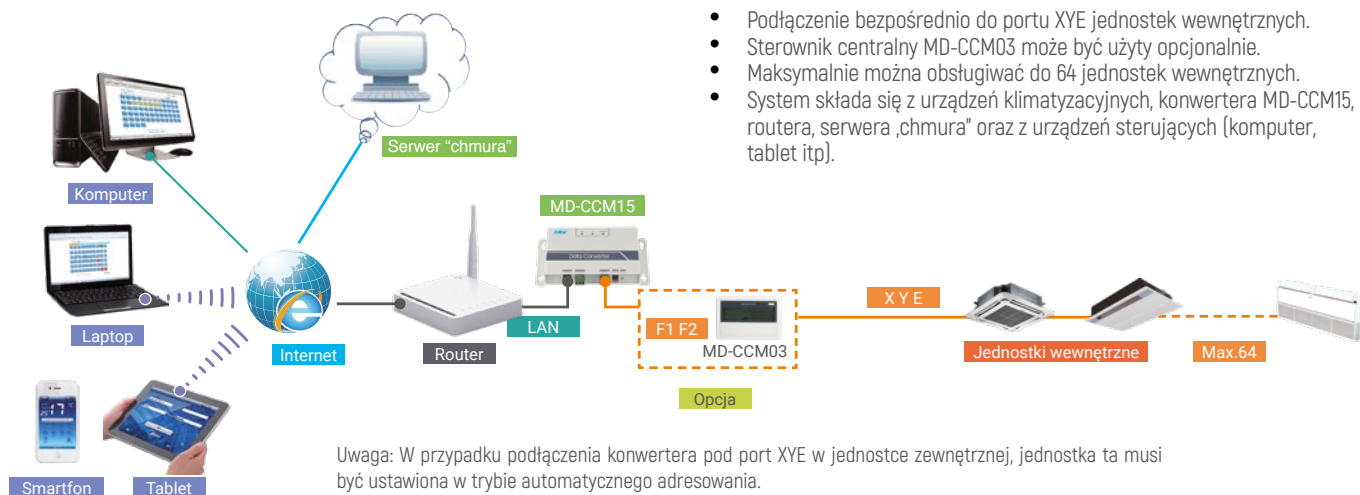 Podłączenie bezpośrednio do portu XYE jednostek wewnętrznych.
Sterownik centralny MD-CCM03 może być użyty opcjonalnie.
Maksymalnie można obsługiwać do 64 jednostek wewnętrznych.
System składa się z urządzeń klimatyzacyjnych, konwertera MD-CCM15,
routera, serwera ,chmura" oraz z urządzeń sterujących (komputer,
tablet itp).
Serwer "chmura"
Komputer
MD-CCM15
Data Converter
Laptop
Internet
Router
LAN
F1 F2
MD-CCM03
X Y E
Jednostki wewnętrzne
Max.64
Opcja
Uwaga: W przypadku podłączenia konwertera pod port XYE w jednostce zewnętrznej, jednostka ta musi
być ustawiona w trybie automatycznego adresowania.
Smartfon
Tablet